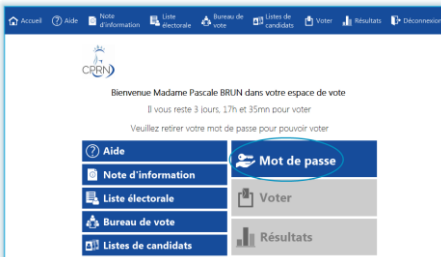 Accueil Aide Note d'information Liste électorale Bureau de vote Listes de candidats Voter Résultats Déconnexion
CPRN
Bienvenue Madame Pascale BRUN dans votre espace de vote
Il vous reste 3 jours, 17h et 35mn pour voter
Veuillez retirer votre mot de passe pour pouvoir voter
Aide
Note d'information
Liste électorale
Bureau de vote
Listes de candidats
Mot de passe
Voter
Résultats